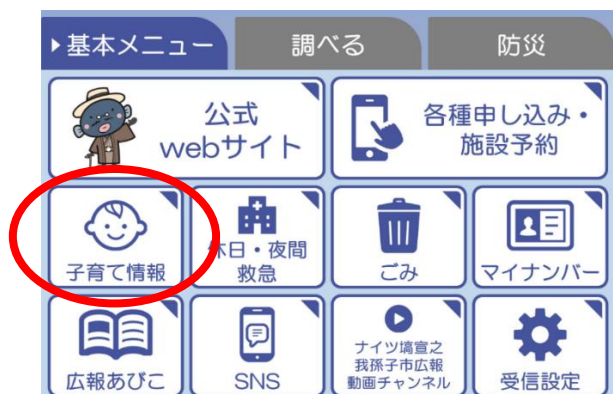 基本メニュー
調べる
防災
公式
webサイト
各種申し込み・
施設予約
子育て情報
休日・夜間
救急
ごみ
マイナンバー
広報あびこ
SNS
ナイツ塙宣之
我孫子市広報
動画チャンネル
受信設定